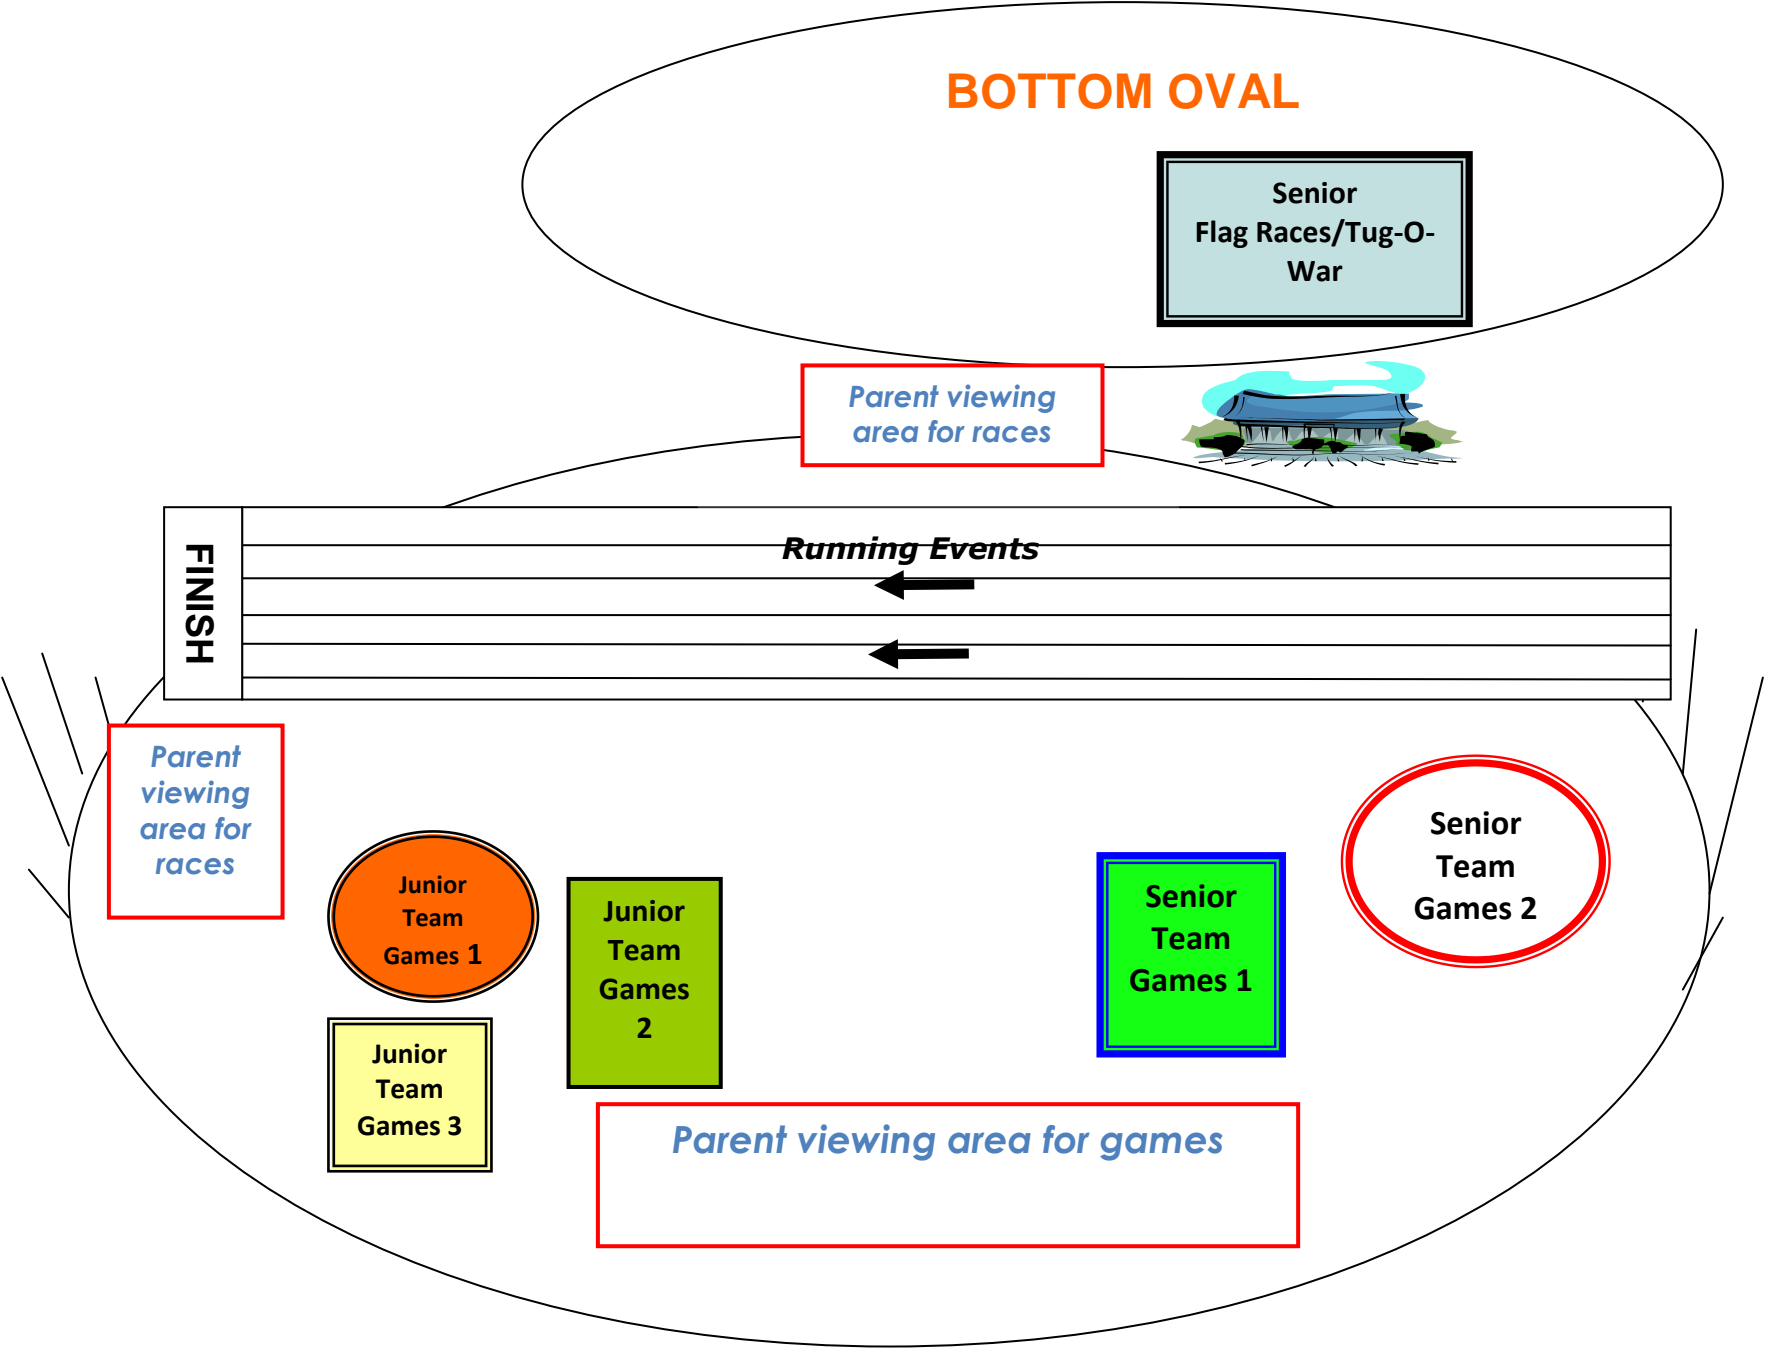 BOTTOM OVAL
Senior
Flag Races/Tug-O-
War
Parent viewing
area for races
Running Events
FINISH
Parent
viewing
area for
races
Junior
Team
Games 1
Junior
Team
Games
2
Junior
Team
Games 3
Senior
Team
Games 1
Senior
Team
Games 2
Parent viewing area for games